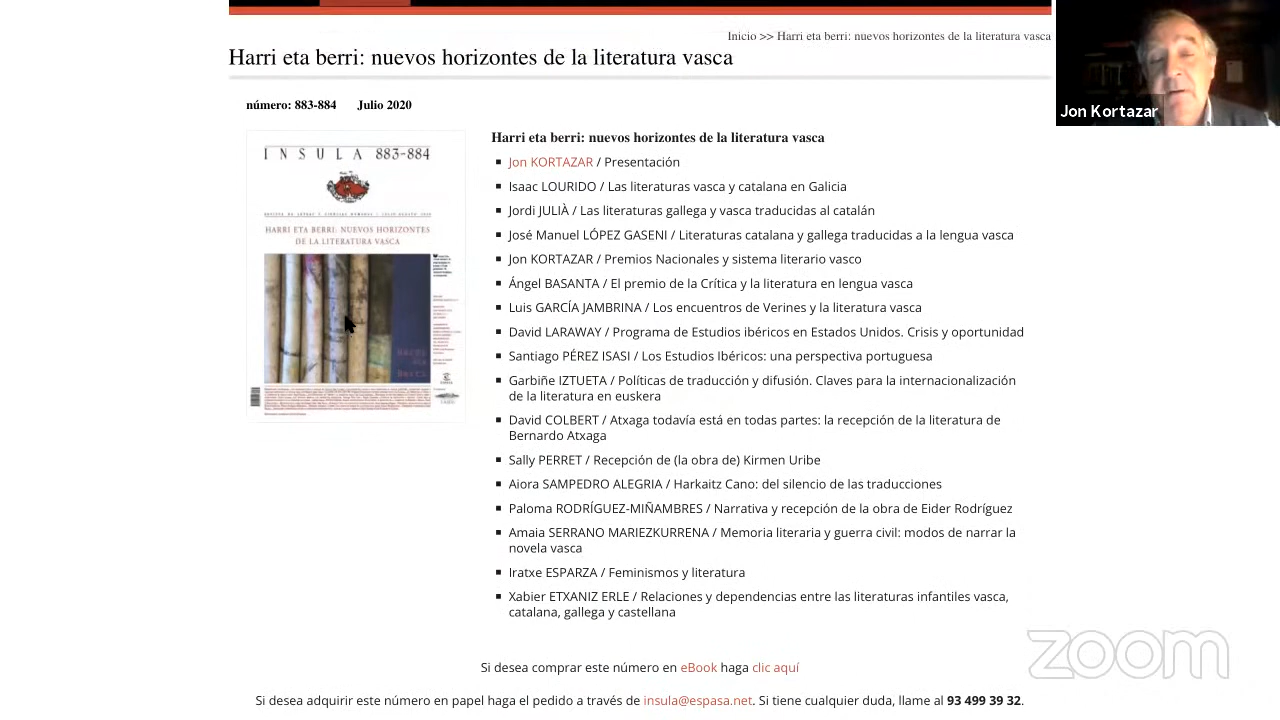 Inicio >> Harri eta berri: nuevos horizontes de la literatura vasca
Harri eta berri: nuevos horizontes de la literatura vasca
Jon Kortazar
número: 883-884 Julio 2020
INSULA 883-884
HARRI ETA BERRI: NUEVOS HORIZONTES
DE LA LITERATURA VASCA
Harri eta berri: nuevos horizontes de la literatura vasca
Jon KORTAZAR / Presentación
Isaac LOURIDO / Las literaturas vasca y catalana en Galicia
Jordi JULIÀ / Las literaturas gallega y vasca traducidas al catalán
José Manuel LÓPEZ GASENI / Literaturas catalana y gallega traducidas a la lengua vasca
Jon KORTAZAR / Premios Nacionales y sistema literario vasco
Ángel BASANTA / El premio de la Crítica y la literatura en lengua vasca
Luis GARCÍA JAMBRINA / Los encuentros de Verines y la literatura vasca
David LARAWAY /Programa de Estudios ibéricos en Estados Unidos. Crisis y oportunidad
Santiago PÉREZ ISASI / Los Estudios Ibéricos: una perspectiva portuguesa
Garbiñe IZTUETA / Políticas de traducción y difusión. Claves para la internacionalización
de la literatura en euskera
David COLBERT / Atxaga todavía está en todas partes: la recepción de la literatura de
Bernardo Atxaga
Sally PERRET / Recepción de (la obra de) Kirmen Uribe
Aiora SAMPEDRO ALEGRIA / Harkaitz Cano: del silencio de las traducciones
Paloma RODRÍGUEZ-MIÑAMBRES / Narrativa y recepción de la obra de Eider Rodríguez
Amaia SERRANO MARIEZKURRENA / Memoria literaria y guerra civil: modos de narrar la
novela vasca
Iratxe ESPARZA / Feminismos y literatura
Xabier ETXANIZ ERLE / Relaciones y dependencias entre las literaturas infantiles vasca,
catalana, gallega y castellana
zoom
Si desea comprar este número en eBook haga clic aquí
Si desea adquirir este número en papel haga el pedido a través de insula@espasa.net. Si tiene cualquier duda, llame al 93 499 39 32.